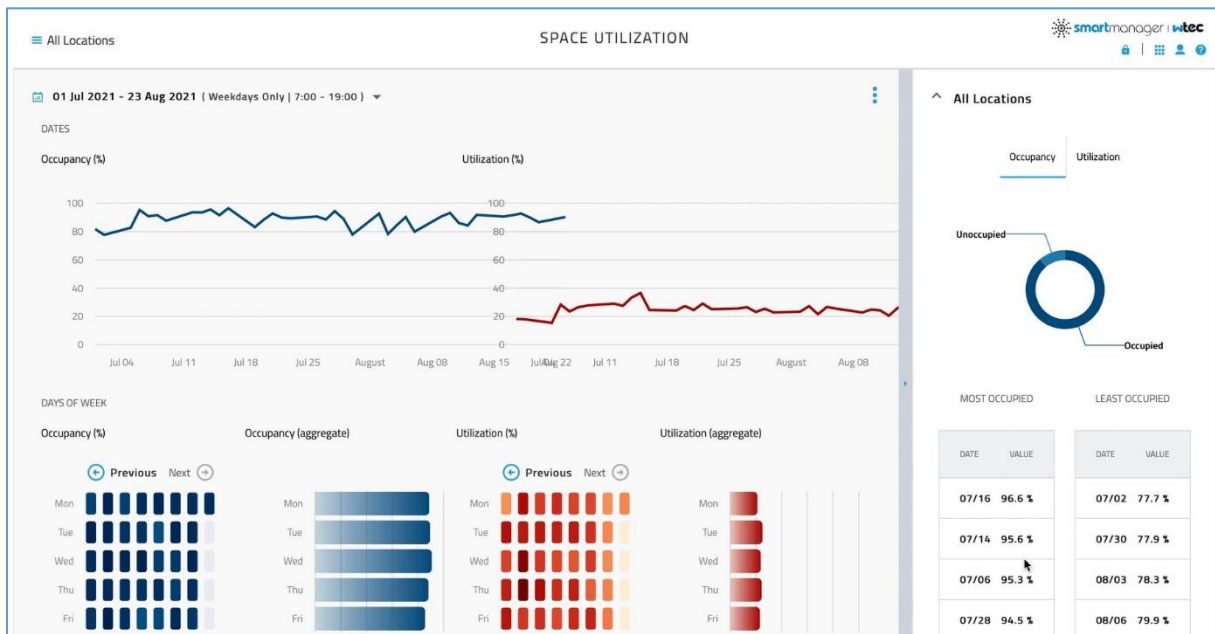 All Locations
SPACE UTILIZATION
smartmanager | wtec
01 Jul 2021 - 23 Aug 2021 ( Weekdays Only | 7:00 - 19:00 )
DATES
Occupancy (%)
Utilization (%)
100
80
60
40
20
0
Jul 04 Jul 11 Jul 18 Jul 25 August Aug 08 Aug 15 Aug 22
100
80
60
40
20
0
Jul 11 Jul 18 Jul 25 August Aug 08
DAYS OF WEEK
Occupancy (%)
Occupancy (aggregate)
Utilization (%)
Utilization (aggregate)
Previous Next
Mon
Tue
Wed
Thu
Fri
Mon
Tue
Wed
Thu
Fri
Previous Next
Mon
Tue
Wed
Thu
Fri
Mon
Tue
Wed
Thu
Fri
All Locations
Occupancy Utilization
Unoccupied
Occupied
MOST OCCUPIED
DATE VALUE
07/16 96.6 %
07/14 95.6 %
07/06 95.3 %
07/28 94.5 %
LEAST OCCUPIED
DATE VALUE
07/02 77.7 %
07/30 77.9 %
08/03 78.3 %
08/06 79.9 %